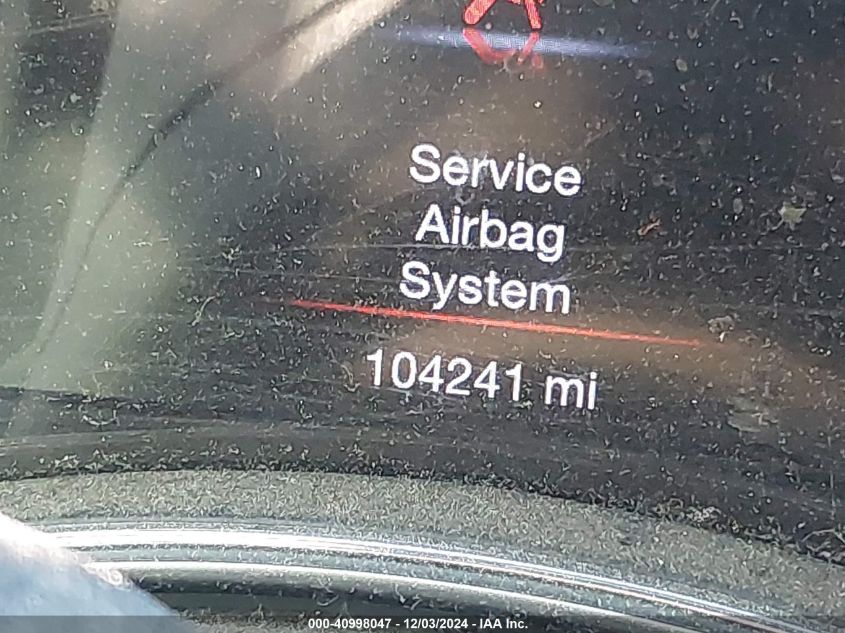 Service
Airbag
System
104241 mi
000-40998047 - 12/03/2024 - IAA Inc.